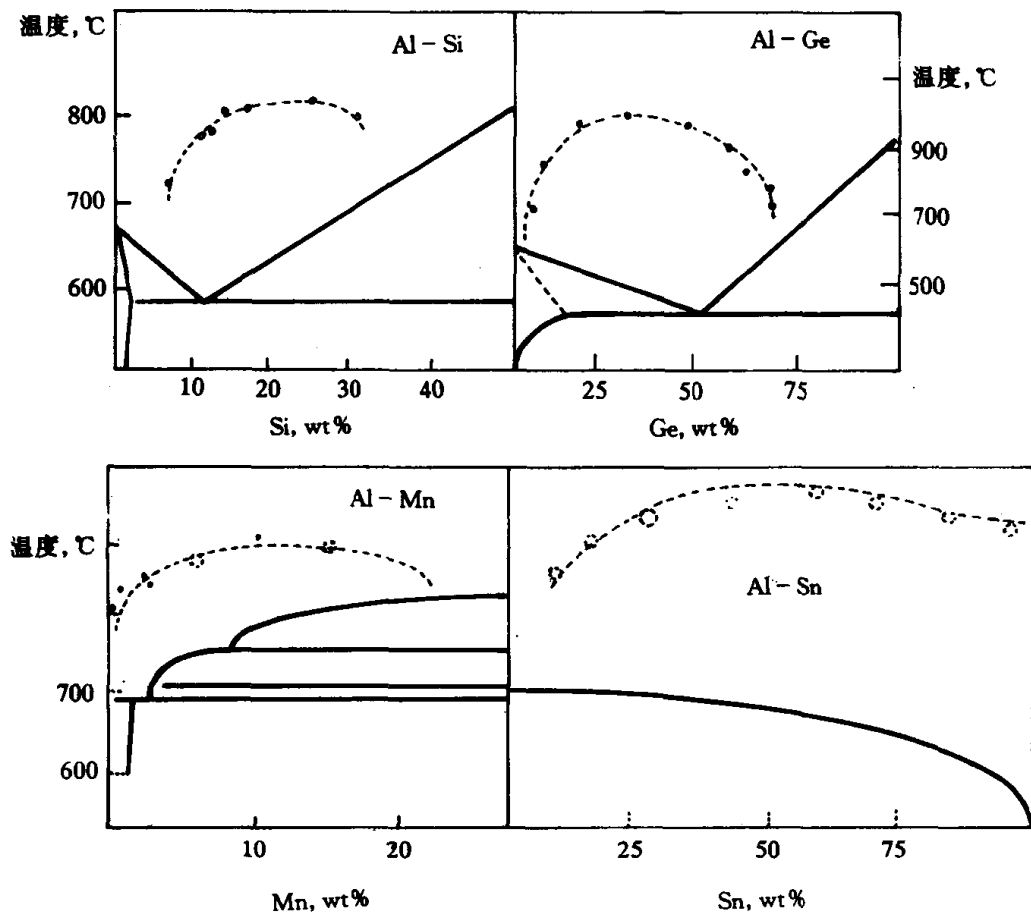 温度,℃
Al-Si
800
700
600
10 20 30 40
Si, wt%
Al-Ge
温度,℃
900
700
500
25 50 75
Ge, wt%
Al-Mn
温度,℃
700
600
10 20
Mn, wt%
Al-Sn
25 50 75
Sn, wt%